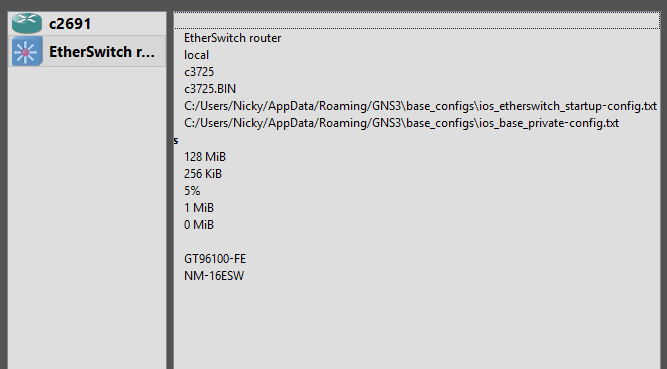 c2691
EtherSwitch r...
EtherSwitch router
local
c3725
c3725.BIN
C:/Users/Nicky/AppData/Roaming/GNS3\base_configs\ios_etherswitch_startup-config.txt
C:/Users/Nicky/AppData/Roaming/GNS3\base_configs\ios_base_private-config.txt
s
128 MiB
256 KiB
5%
1 MiB
0 MiB
GT96100-FE
NM-16ESW